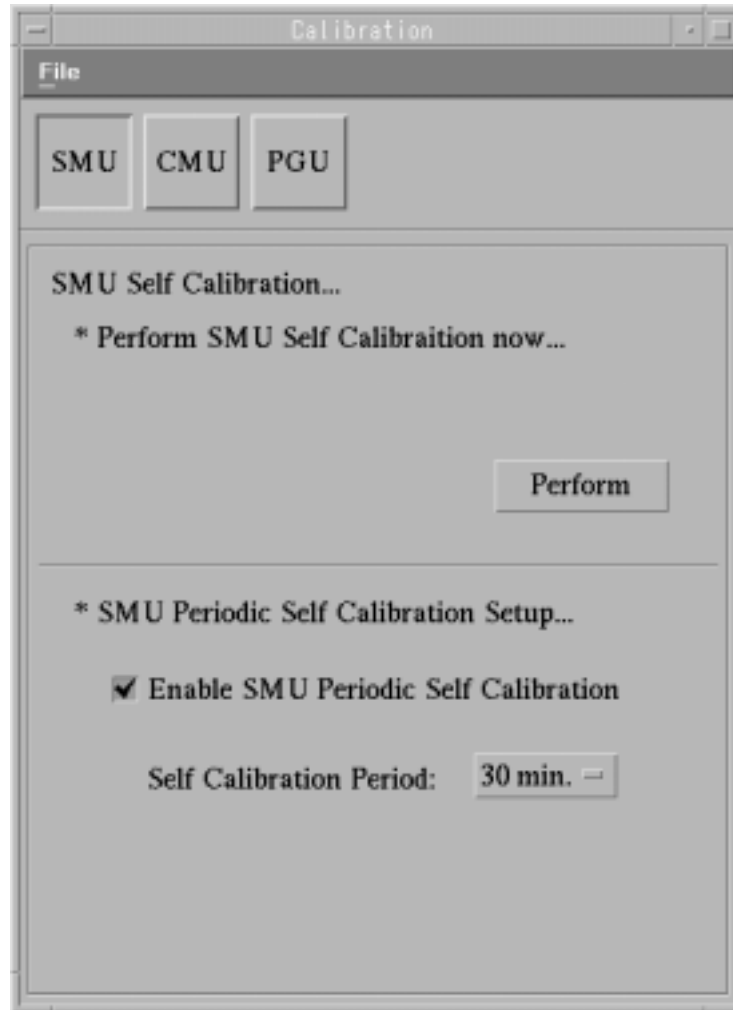 Calibration
File
SMU CMU PGU
SMU Self Calibration...
* Perform SMU Self Calibraition now...
Perform
* SMU Periodic Self Calibration Setup...
Enable SMU Periodic Self Calibration
Self Calibration Period: 30 min.